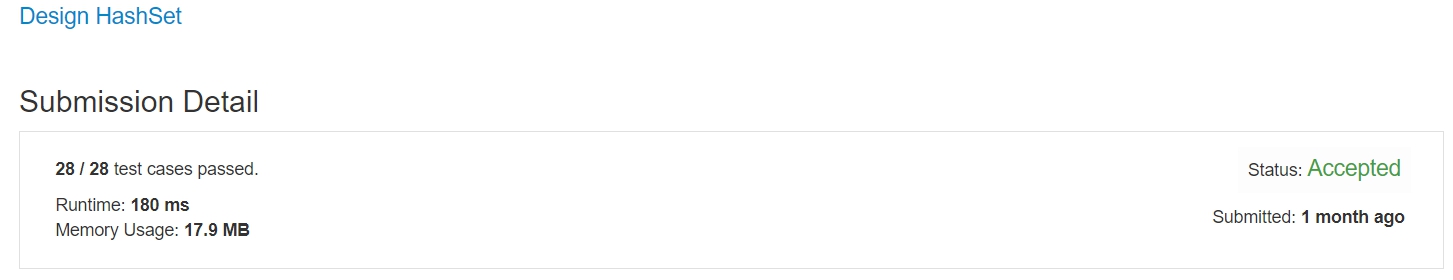 Design HashSet
Submission Detail
28 / 28 test cases passed.
Status: Accepted
Runtime: 180 ms
Submitted: 1 month ago
Memory Usage: 17.9 MB